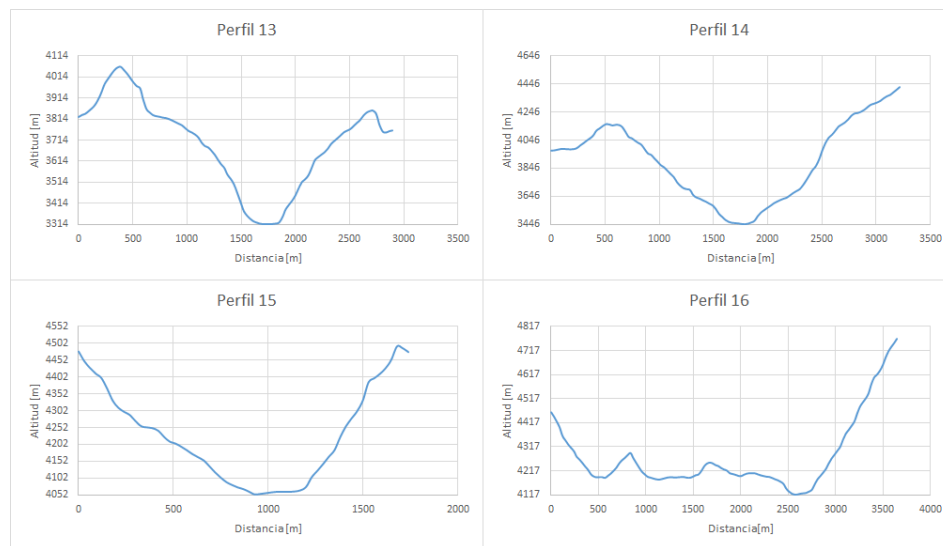 Perfil 13
Altitud [m]
4114
4014
3914
3814
3714
3614
3514
3414
3314
0 500 1000 1500 2000 2500 3000 3500
Distancia [m]
Perfil 14
Altitud [m]
4646
4446
4246
4046
3846
3646
3446
0 500 1000 1500 2000 2500 3000 3500
Distancia [m]
Perfil 15
Altitud [m]
4552
4502
4452
4402
4352
4302
4252
4202
4152
4102
4052
0 500 1000 1500 2000
Distancia [m]
Perfil 16
Altitud [m]
4817
4717
4617
4517
4417
4317
4217
4117
0 500 1000 1500 2000 2500 3000 3500 4000
Distancia[m]